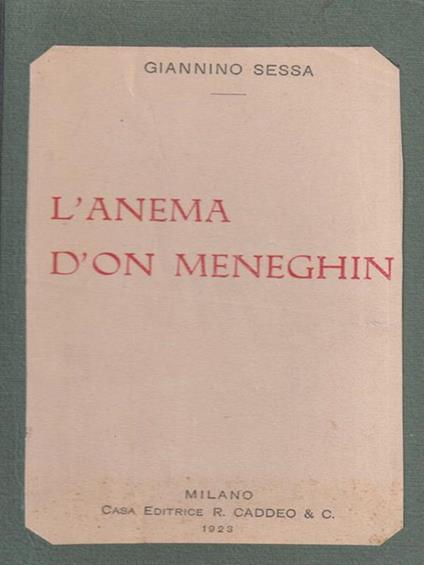 GIANNINO SESSA
L'ANEMA
D'ON MENEGHIN
MILANO
CASA EDITRICE R. CADDEO & C.
1923